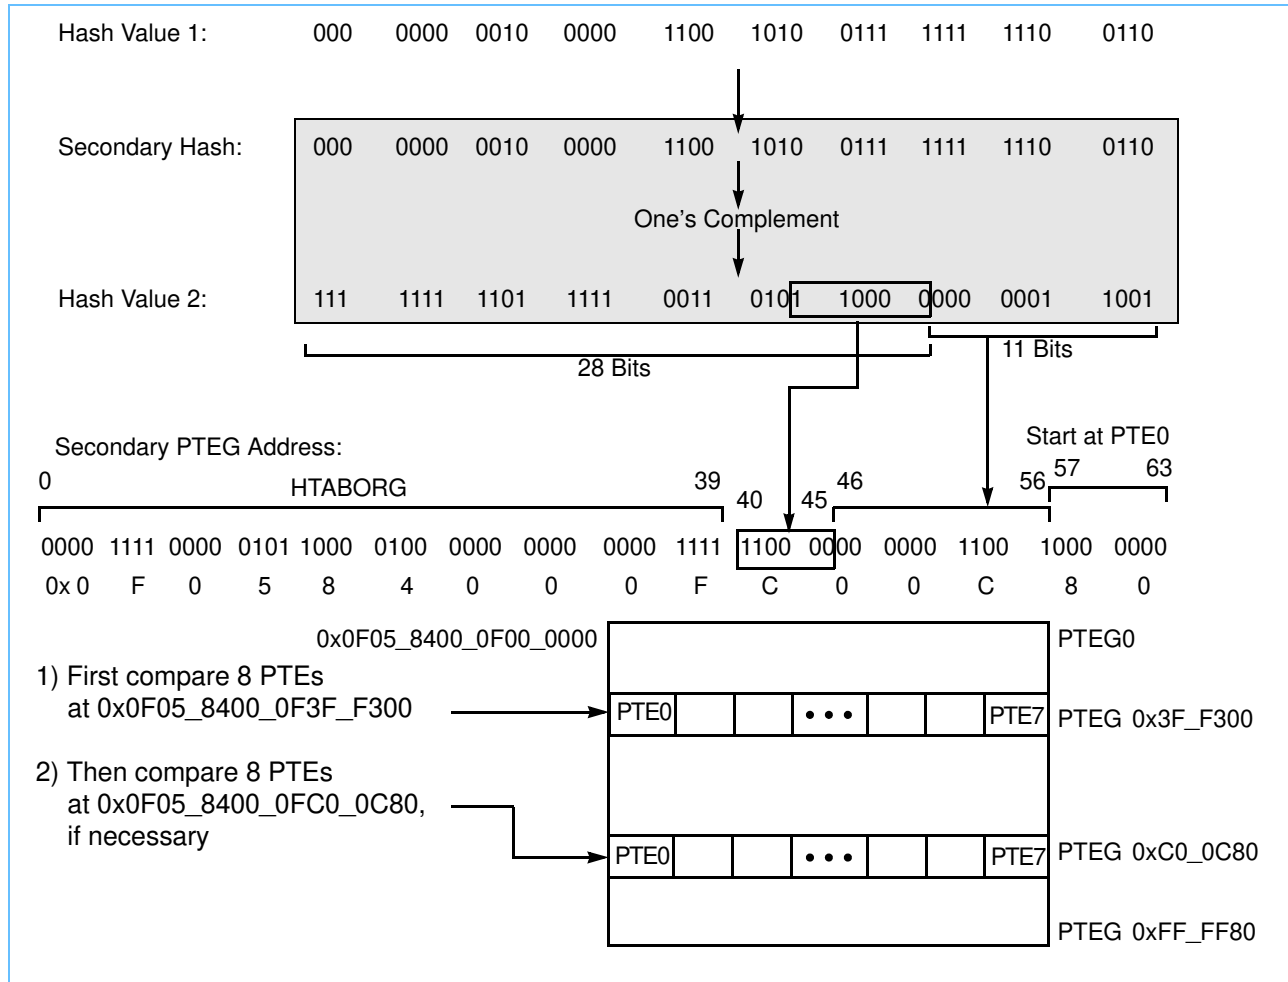 Hash Value 1: 000 0000 0010 0000 1100 1010 0111 1111 1110 0110
Secondary Hash: 000 0000 0010 0000 1100 1010 0111 1111 1110 0110
One's Complement
Hash Value 2: 111 1111 1101 1111 0011 0101 1000 0000 0001 1001
28 Bits
11 Bits
Secondary PTEG Address:
Start at PTE0
0 HTABORG 39 40 45 46 56 57 63
0000 1111 0000 0101 1000 0100 0000 0000 0000 1111 1100 0000 0000 1100 1000 0000
0x 0 F 0 5 8 4 0 0 0 F C 0 0 C 8 0
0x0F05_8400_0F00_0000 PTEG0
1) First compare 8 PTEs
at 0x0F05_8400_0F3F_F300
PTE0 • • • PTE7 PTEG 0x3F_F300
2) Then compare 8 PTEs
at 0x0F05_8400_0FC0_0C80,
if necessary
PTE0 • • • PTE7 PTEG 0xC0_0C80
PTEG 0xFF_FF80